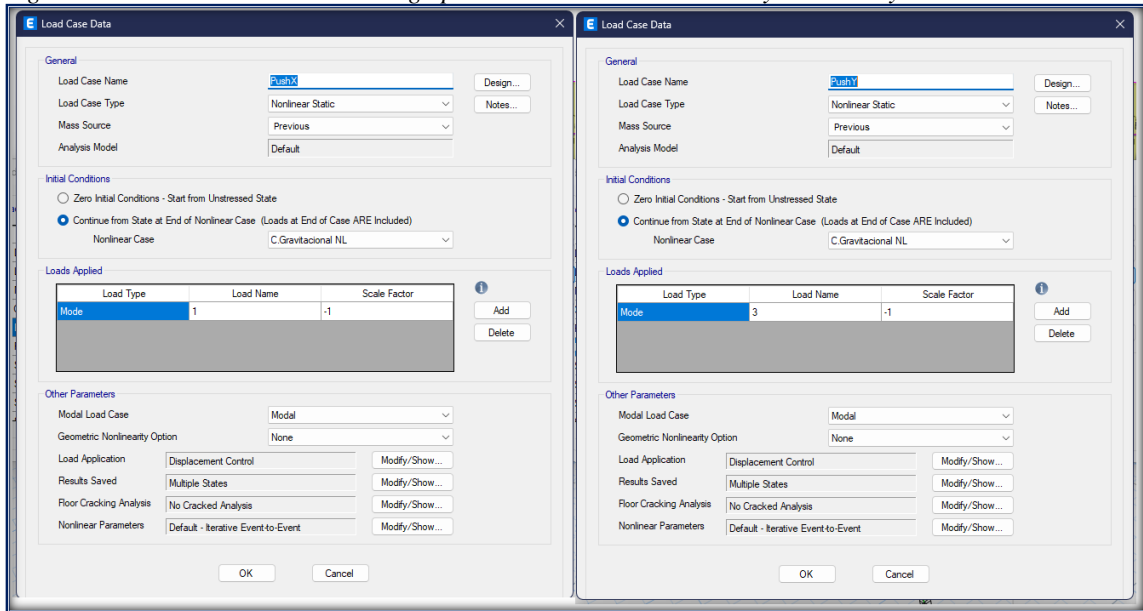 Load Case Data
General
Load Case Name PushX Design...
Load Case Type Nonlinear Static Notes...
Mass Source Previous
Analysis Model Default
Initial Conditions
Zero Initial Conditions - Start from Unstressed State
Continue from State at End of Nonlinear Case (Loads at End of Case ARE Included)
Nonlinear Case C.Gravitacional NL
Loads Applied
Load Type Load Name Scale Factor
Mode 1 -1 Add
Delete
Other Parameters
Modal Load Case Modal
Geometric Nonlinearity Option None
Load Application Displacement Control Modify/Show...
Results Saved Multiple States Modify/Show...
Floor Cracking Analysis No Cracked Analysis Modify/Show...
Nonlinear Parameters Default - Iterative Event-to-Event Modify/Show...
OK Cancel
Load Case Data
General
Load Case Name PushY Design...
Load Case Type Nonlinear Static Notes...
Mass Source Previous
Analysis Model Default
Initial Conditions
Zero Initial Conditions - Start from Unstressed State
Continue from State at End of Nonlinear Case (Loads at End of Case ARE Included)
Nonlinear Case C.Gravitacional NL
Loads Applied
Load Type Load Name Scale Factor
Mode 3 -1 Add
Delete
Other Parameters
Modal Load Case Modal
Geometric Nonlinearity Option None
Load Application Displacement Control Modify/Show...
Results Saved Multiple States Modify/Show...
Floor Cracking Analysis No Cracked Analysis Modify/Show...
Nonlinear Parameters Default - Iterative Event-to-Event Modify/Show...
OK Cancel